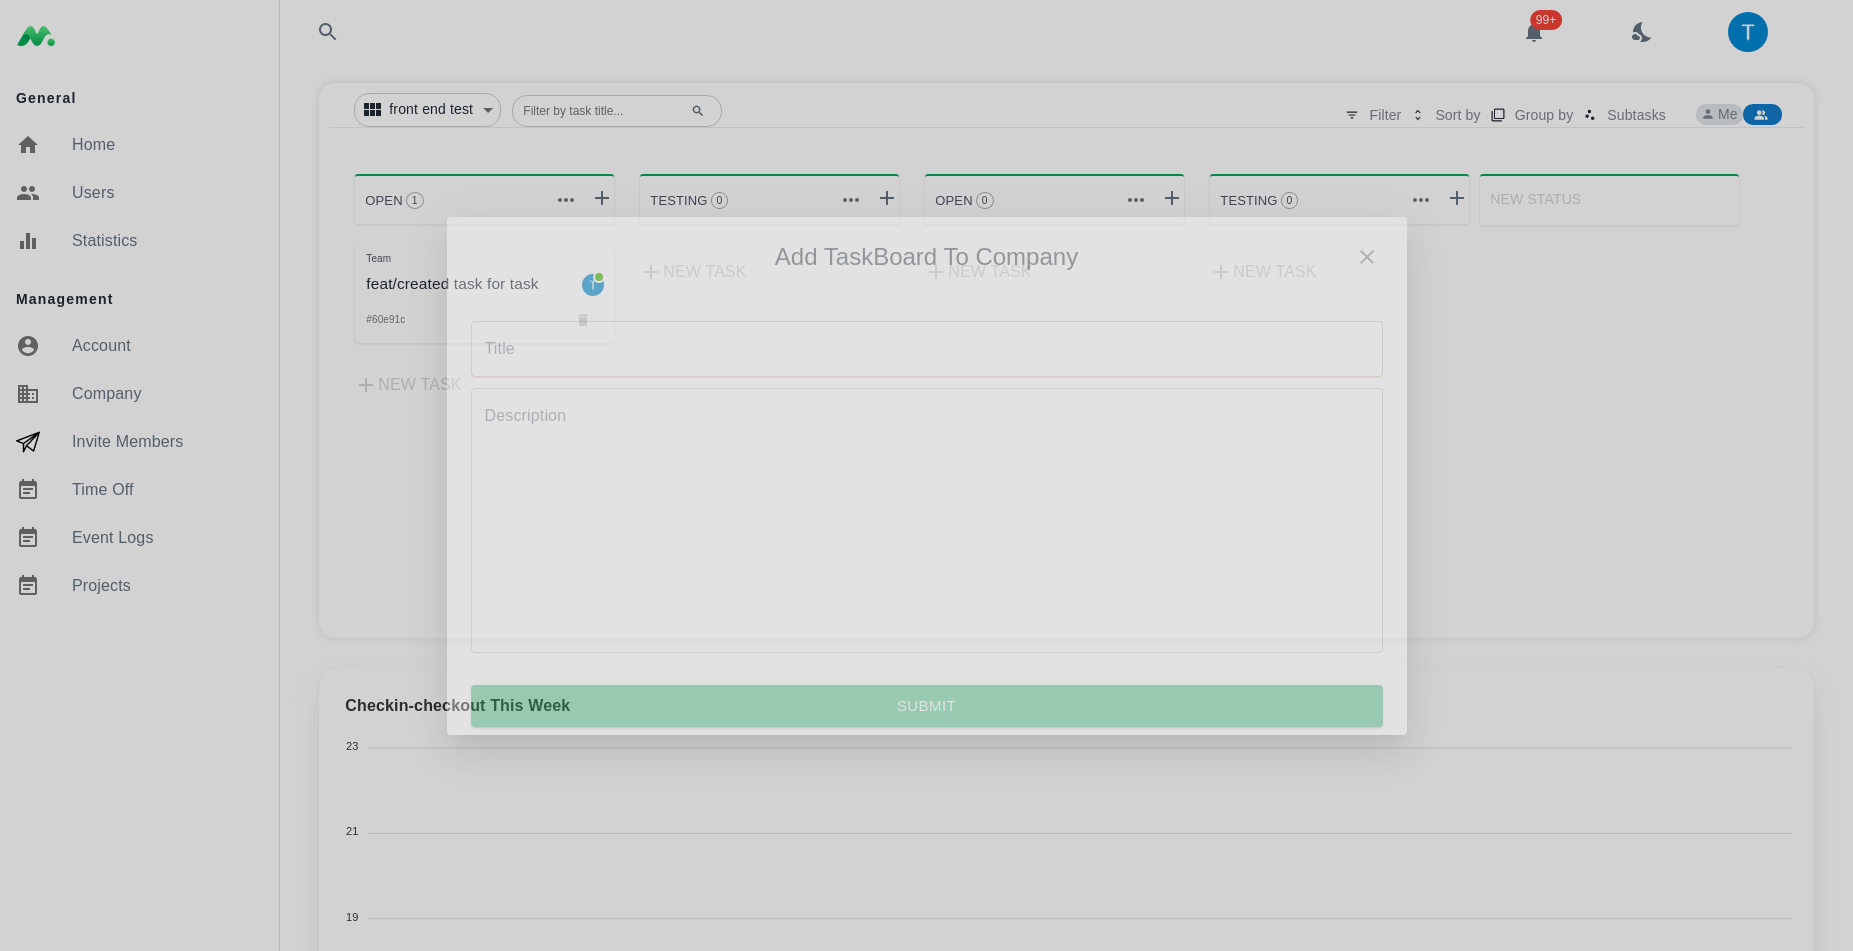 General
Home
Users
Statistics
Management
Account
Company
Invite Members
Time Off
Event Logs
Projects
99+
T
front end test
Filter by task title...
Filter
Sort by
Group by
Subtasks
Me
OPEN 1
TESTING 0
OPEN 0
TESTING 0
NEW STATUS
Team
feat/created task for task
T
#60e91c
NEW TASK
NEW TASK
NEW TASK
NEW TASK
Add TaskBoard To Company
Title
Description
SUBMIT
Checkin-checkout This Week
23
21
19